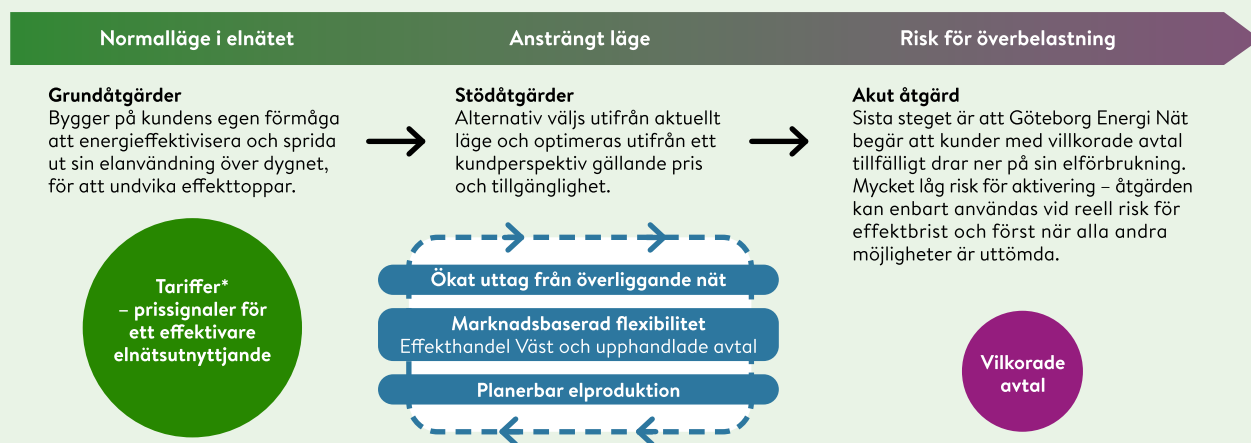 Normalläge i elnätet
Ansträngt läge
Risk för överbelastning
Grundåtgärder
Bygger på kundens egen förmåga
att energieffektivisera och sprida
ut sin elanvändning över dygnet,
för att undvika effekttoppar.
Tariffer*
– prissignaler för
ett effektivare
elnätsutnyttjande
Stödåtgärder
Alternativ väljs utifrån aktuellt
läge och optimeras utifrån ett
kundperspektiv gällande pris
och tillgänglighet.
Ökat uttag från överliggande nät
Marknadsbaserad flexibilitet
Effekthandel Väst och upphandlade avtal
Planerbar elproduktion
Akut åtgärd
Sista steget är att Göteborg Energi Nät
begär att kunder med villkorade avtal
tillfälligt drar ner på sin elförbrukning.
Mycket låg risk för aktivering – åtgärden
kan enbart användas vid reell risk för
effektbrist och först när alla andra
möjligheter är uttömda.
Vilkorade
avtal